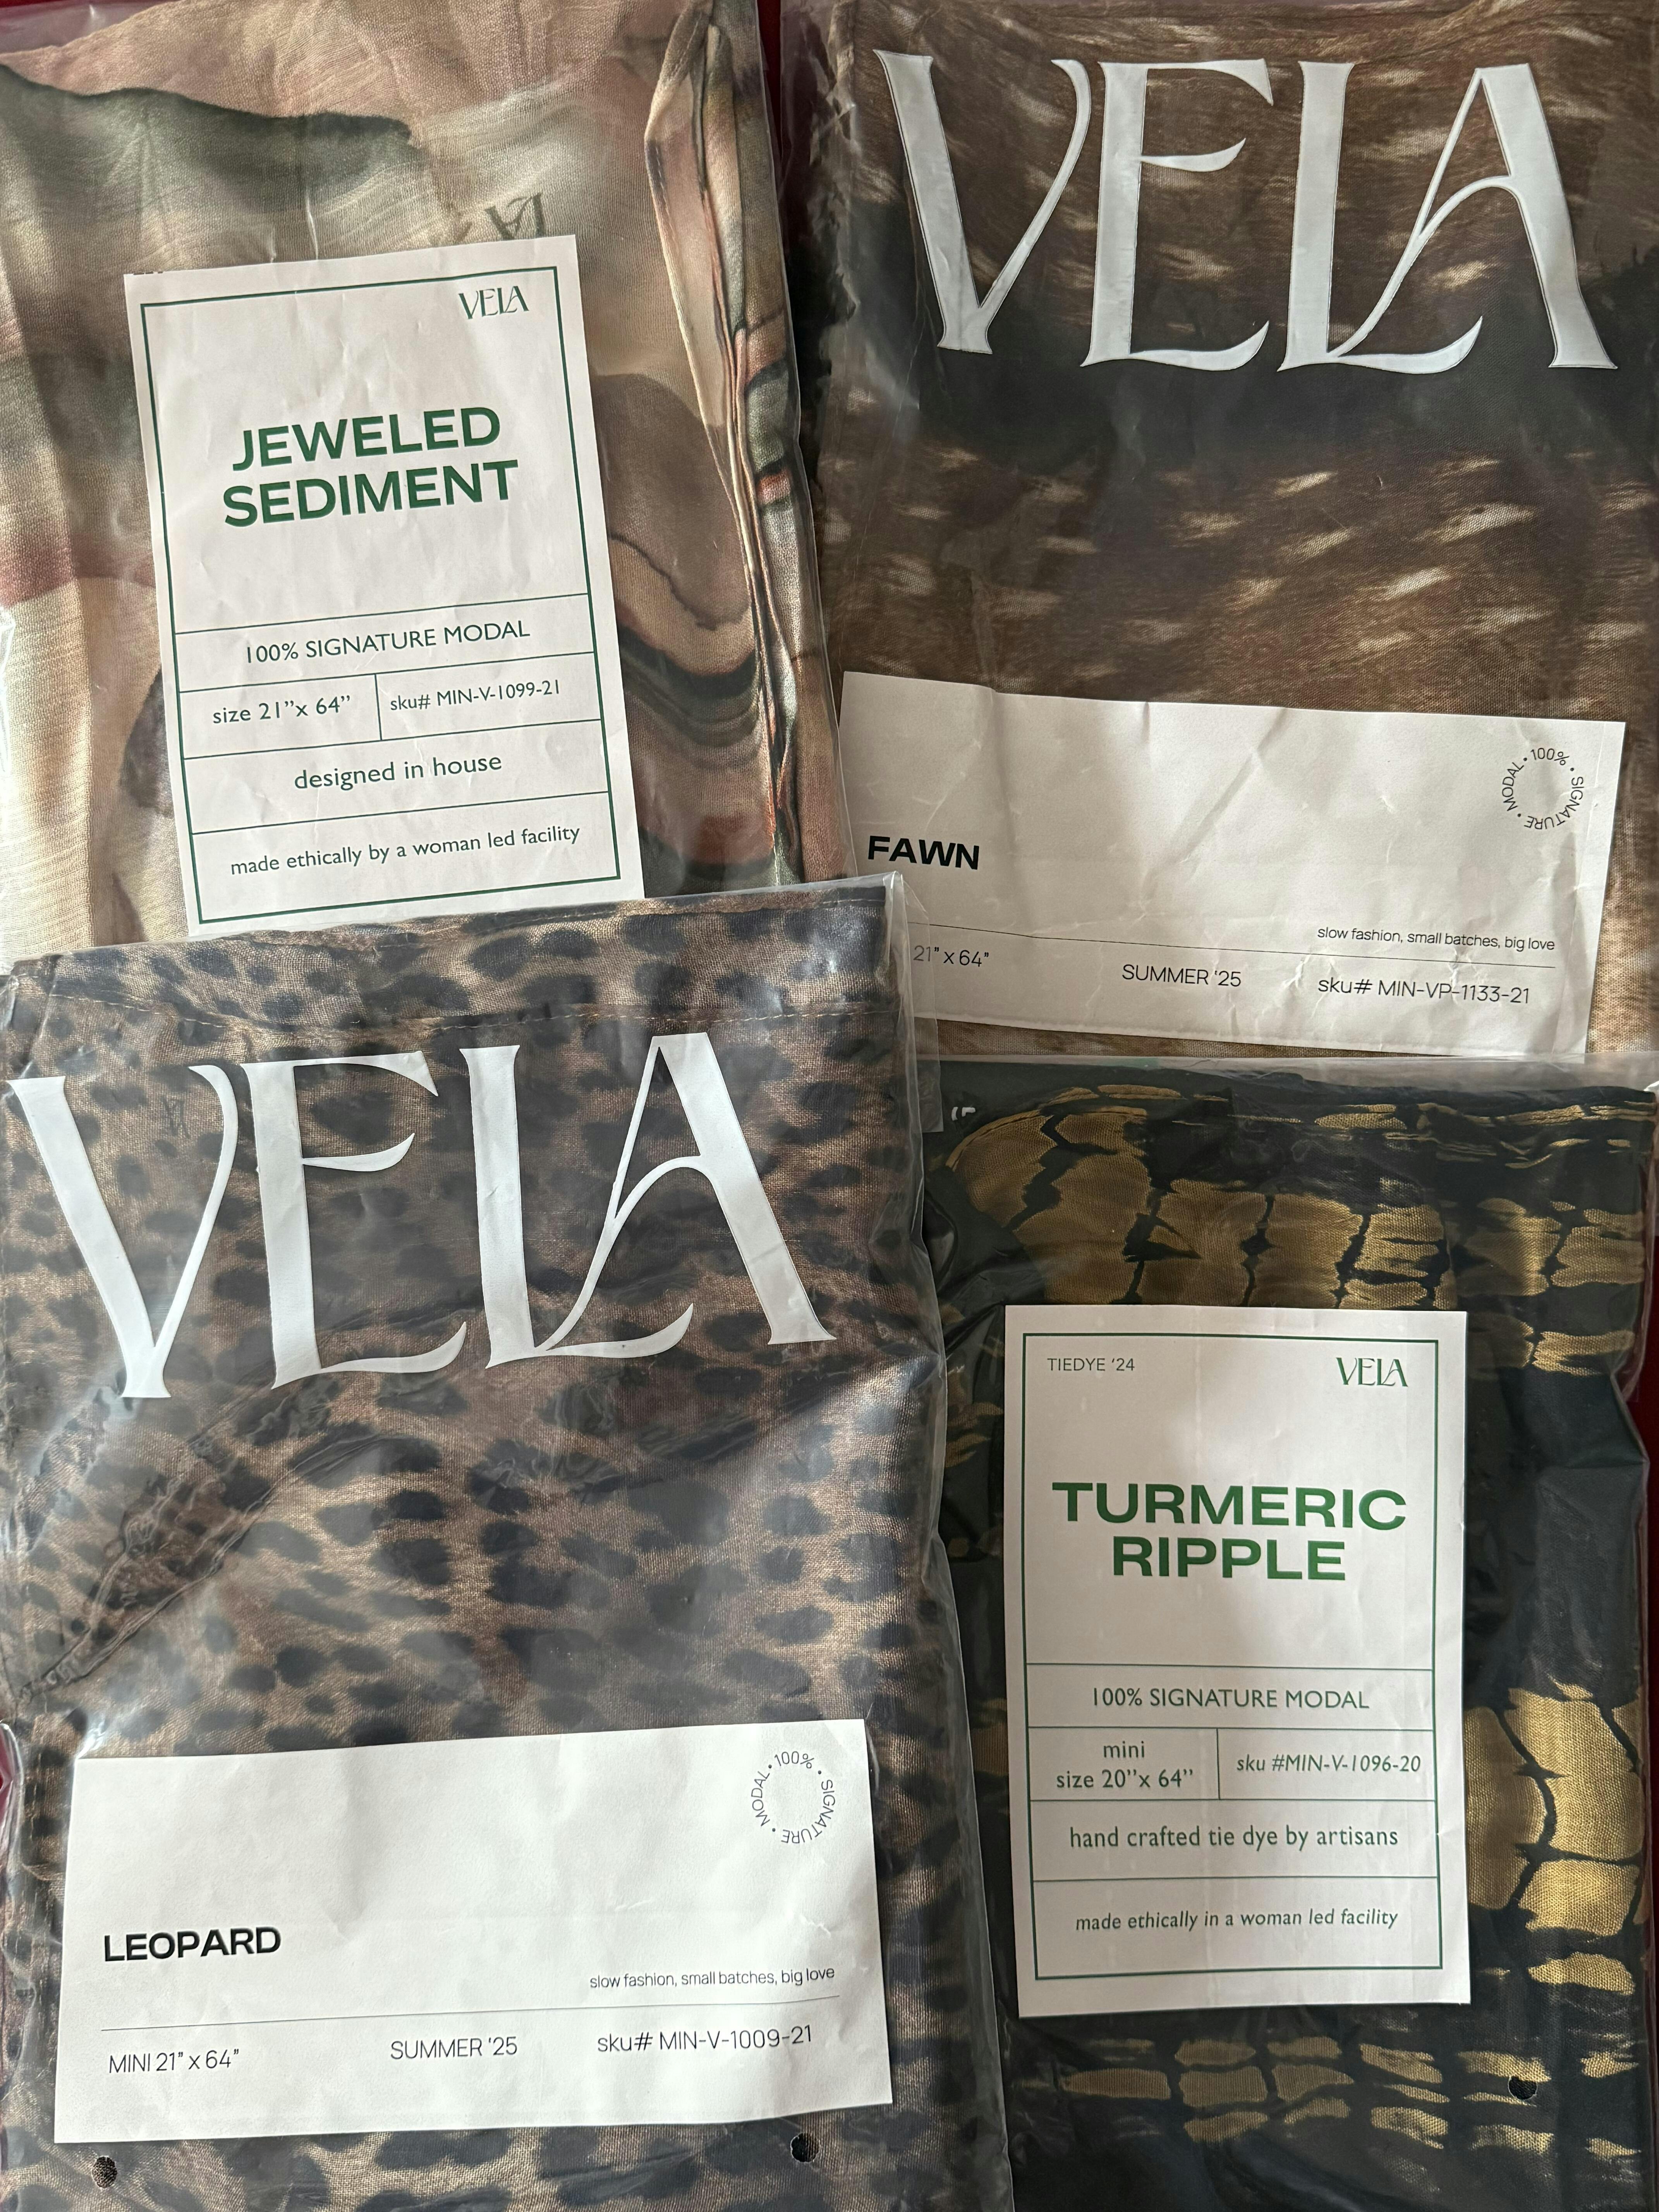 VELA
JEWELED
SEDIMENT
100% SIGNATURE MODAL
size 21”x 64”
sku# MIN-V-1099-21
designed in house
made ethically by a woman led facility
VELA
100% • SIGNATURE • MODAL •
FAWN
slow fashion, small batches, big love
21” x 64”
SUMMER ‘25
sku# MIN-VP-1133-21
VELA
100% • SIGNATURE • MODAL •
LEOPARD
slow fashion, small batches, big love
MINI 21” x 64”
SUMMER ‘25
sku# MIN-V-1009-21
TIEDYE ‘24
VELA
TURMERIC
RIPPLE
100% SIGNATURE MODAL
mini
size 20”x 64”
sku #MIN-V-1096-20
hand crafted tie dye by artisans
made ethically in a woman led facility